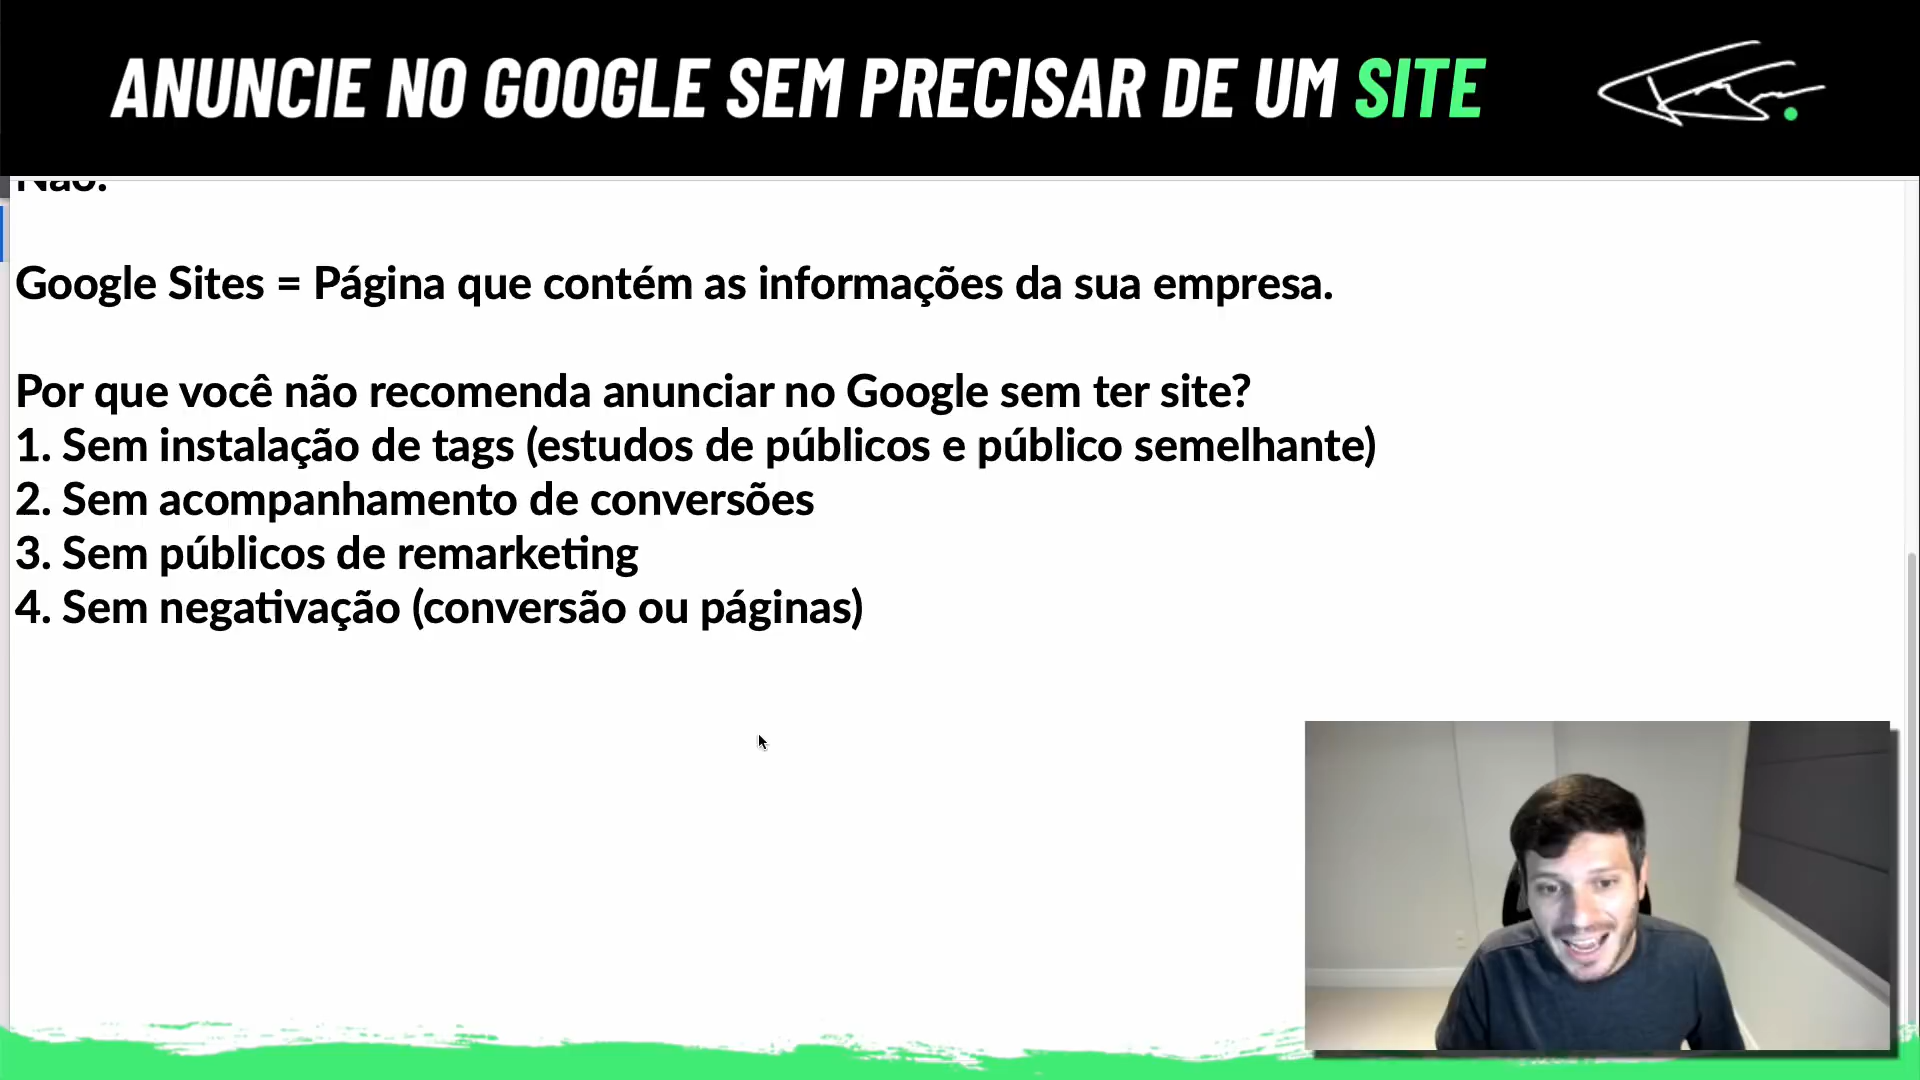 ANUNCIE NO GOOGLE SEM PRECISAR DE UM SITE
Não.
Google Sites = Página que contém as informações da sua empresa.
Por que você não recomenda anunciar no Google sem ter site?
1. Sem instalação de tags (estudos de públicos e público semelhante)
2. Sem acompanhamento de conversões
3. Sem públicos de remarketing
4. Sem negativação (conversão ou páginas)